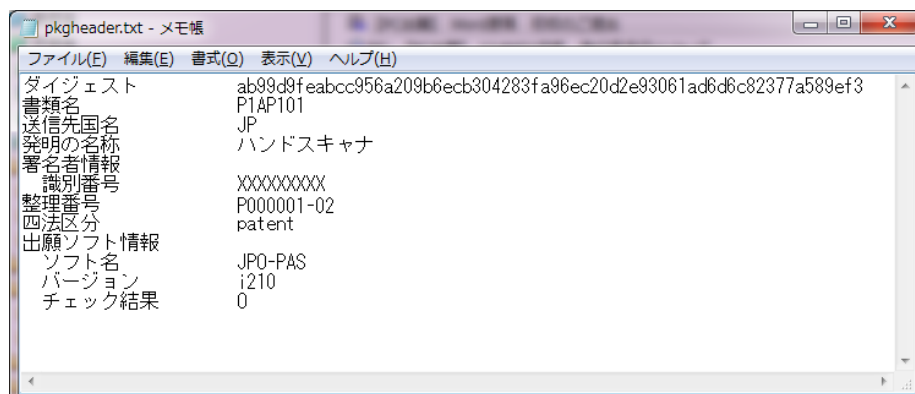 pkgheader.txt - メモ帳
ファイル(F) 編集(E) 書式(O) 表示(V) ヘルプ(H)
ダイジェスト ab99d9feabcc956a209b6ecb304283fa96ec20d2e93061ad6d6c82377a589ef3
書類名 P1AP101
送信先国名 JP
発明の名称 ハンドスキャナ
署名者情報
識別番号 XXXXXXXXX
整理番号 P000001-02
四法区分 patent
出願ソフト情報
ソフト名 JPO-PAS
バージョン i210
チェック結果 0